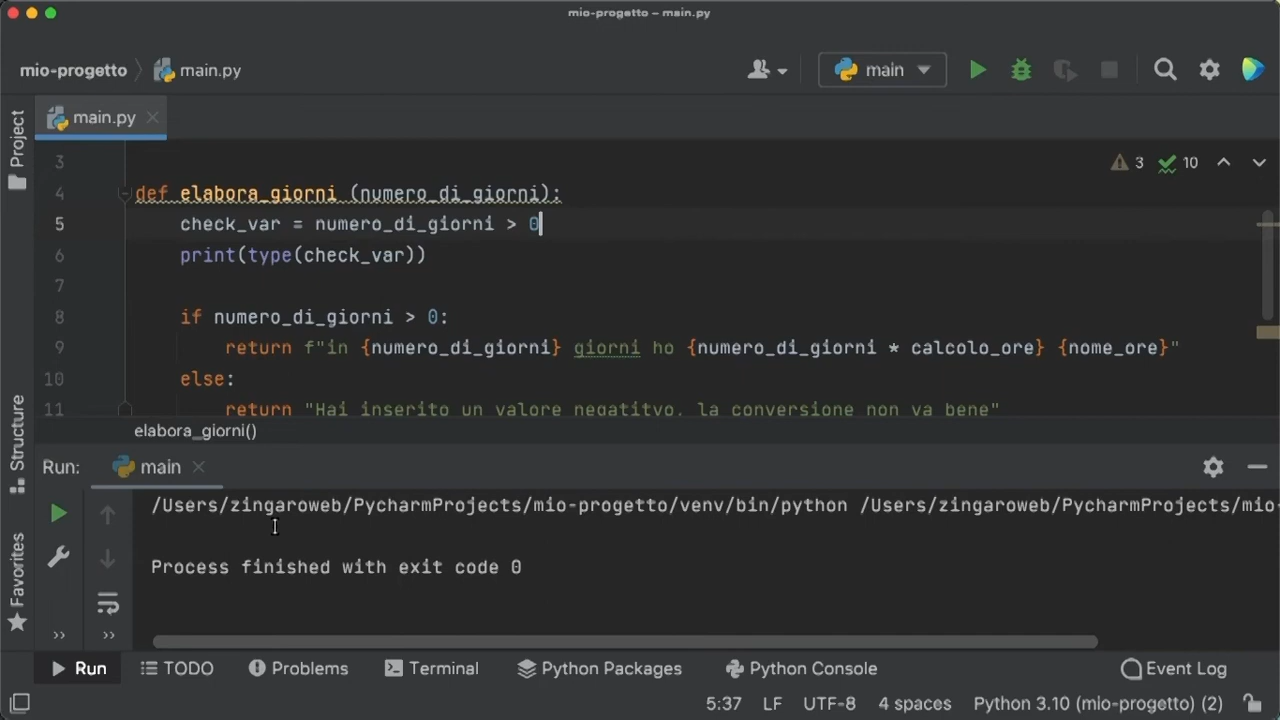 mio-progetto – main.py
mio-progetto main.py
main
main.py
Project
3 10
3
4 def elabora_giorni (numero_di_giorni):
5 check_var = numero_di_giorni > 0
6 print(type(check_var))
7
8 if numero_di_giorni > 0:
9 return f"in {numero_di_giorni} giorni ho {numero_di_giorni * calcolo_ore} {nome_ore}"
10 else:
11 return "Hai inserito un valore negatitvo, la conversione non va bene"
elabora_giorni()
Structure
Run: main
/Users/zingaroweb/PycharmProjects/mio-progetto/venv/bin/python /Users/zingaroweb/PycharmProjects/mio-
Process finished with exit code 0
Favorites
Run TODO Problems Terminal Python Packages Python Console Event Log
5:37 LF UTF-8 4 spaces Python 3.10 (mio-progetto) (2)